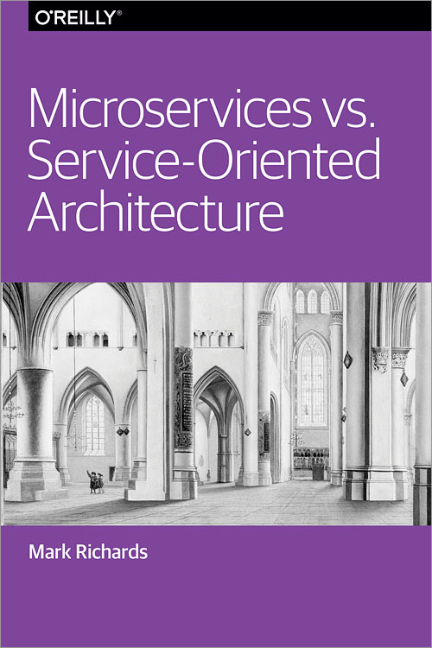 O'REILLY®
Microservices vs.
Service-Oriented
Architecture
Mark Richards